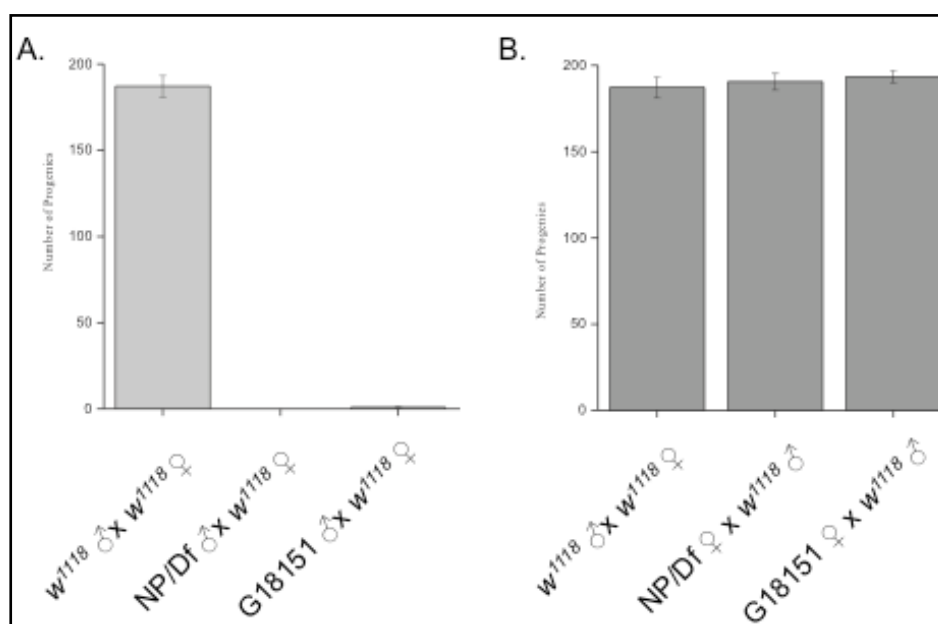 A.
200
150
100
50
0
Number of Progenies
w¹¹¹⁸ ♂ x w¹¹¹⁸ ♀
NP/Df ♂ x w¹¹¹⁸ ♀
G18151 ♂ x w¹¹¹⁸ ♀
B.
200
150
100
50
0
Number of Progenies
w¹¹¹⁸ ♂ x w¹¹¹⁸ ♀
NP/Df ♀ x w¹¹¹⁸ ♂
G18151 ♀ x w¹¹¹⁸ ♂